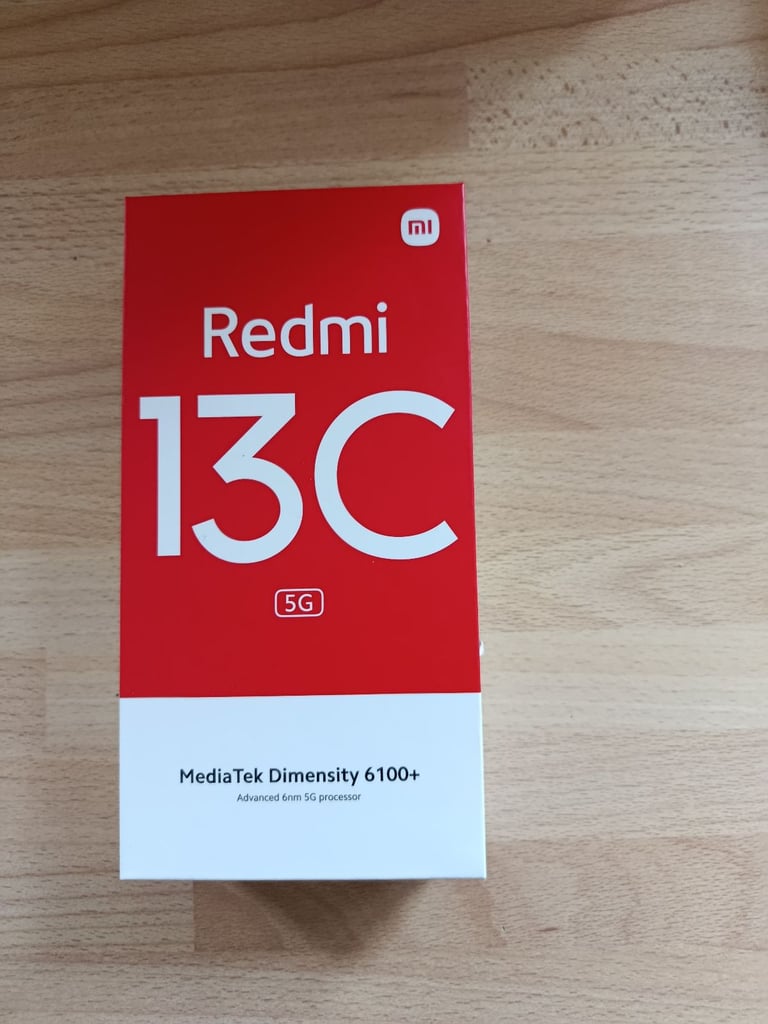 mi
Redmi
13C
5G
MediaTek Dimensity 6100+
Advanced 6nm 5G processor